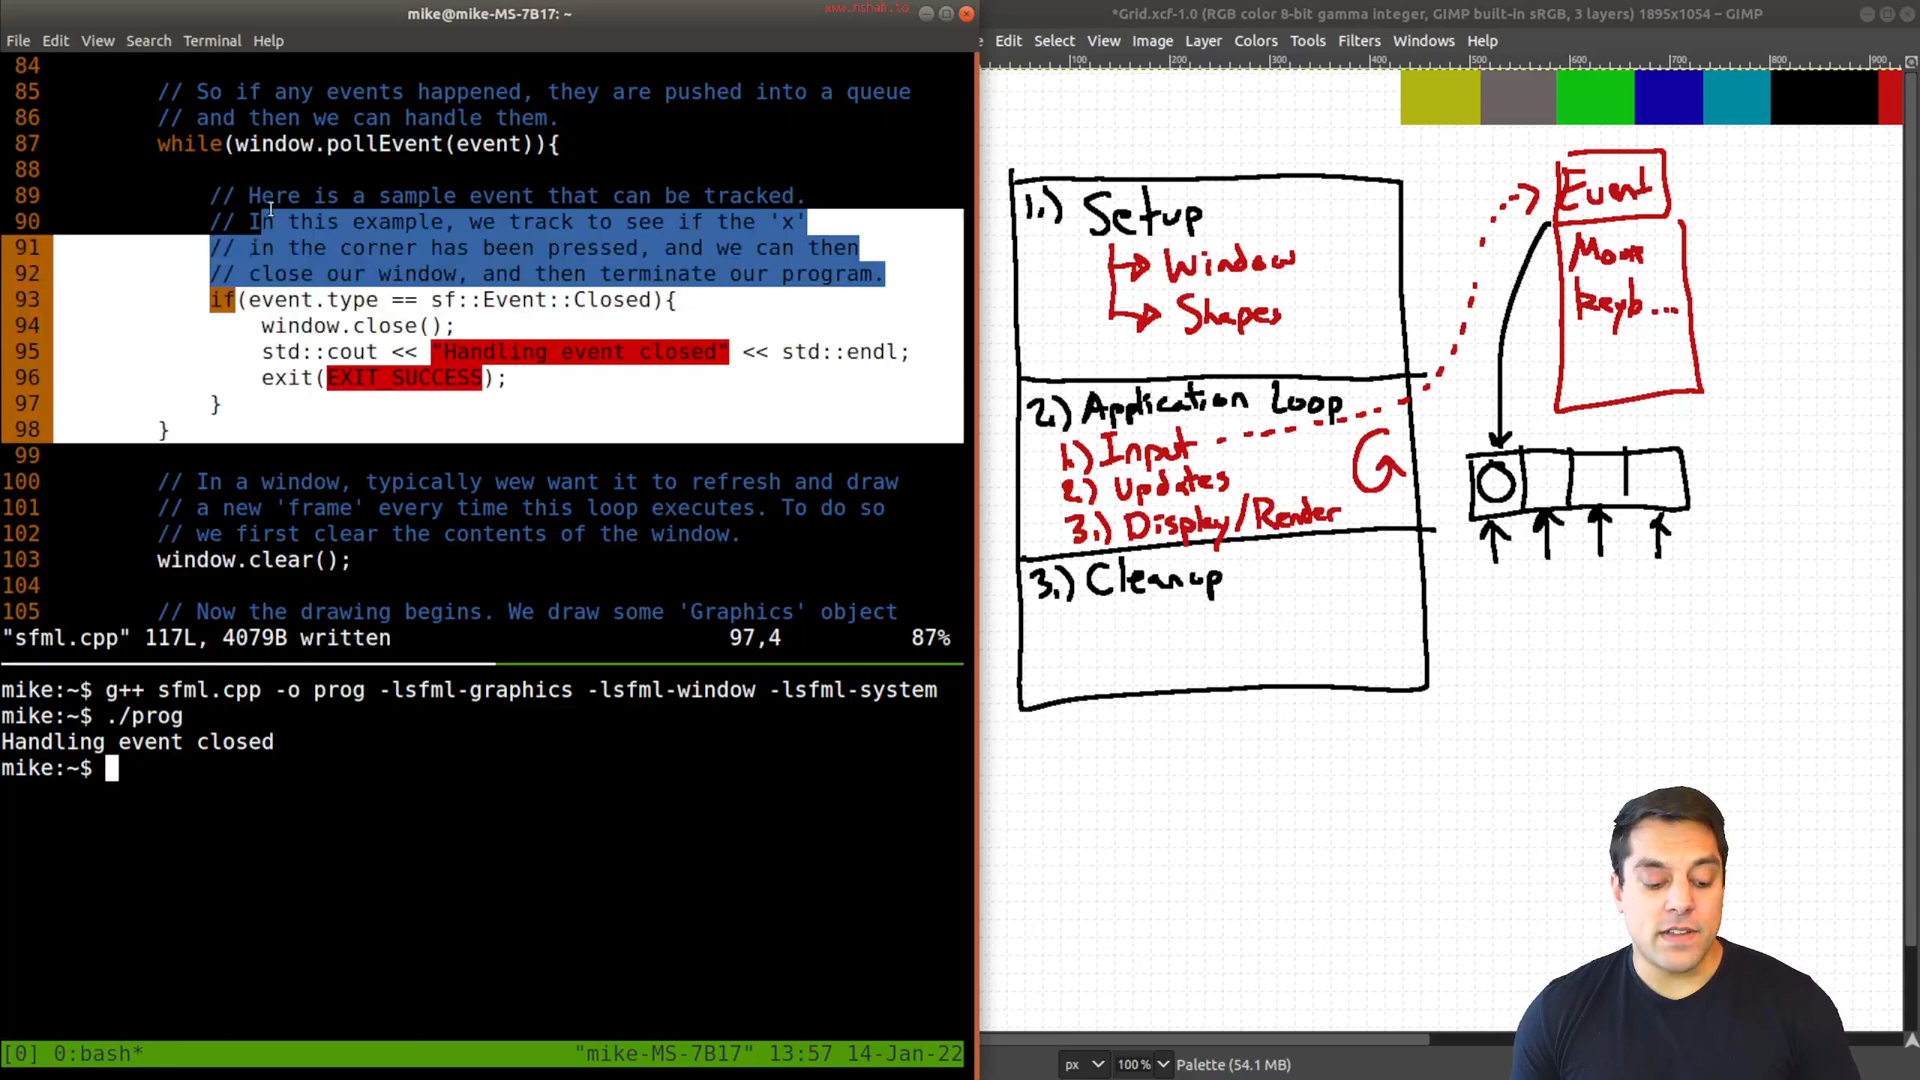 mike@mike-MS-7B17: ~
File Edit View Search Terminal Help
84
85 // So if any events happened, they are pushed into a queue
86 // and then we can handle them.
87 while(window.pollEvent(event)){
88
89 // Here is a sample event that can be tracked.
90 // In this example, we track to see if the 'x'
91 // in the corner has been pressed, and we can then
92 // close our window, and then terminate our program.
93 if(event.type == sf::Event::Closed){
94 window.close();
95 std::cout << "Handling event closed" << std::endl;
96 exit(EXIT_SUCCESS);
97 }
98 }
99
100 // In a window, typically wew want it to refresh and draw
101 // a new 'frame' every time this loop executes. To do so
102 // we first clear the contents of the window.
103 window.clear();
104
105 // Now the drawing begins. We draw some 'Graphics' object
"sfml.cpp" 117L, 4079B written 97,4 87%
mike:~$ g++ sfml.cpp -o prog -lsfml-graphics -lsfml-window -lsfml-system
mike:~$ ./prog
Handling event closed
mike:~$
[0] 0:bash* "mike-MS-7B17" 13:57 14-Jan-22
*Grid.xcf-1.0 (RGB color 8-bit gamma integer, GIMP built-in sRGB, 3 layers) 1895x1054 – GIMP
Edit Select View Image Layer Colors Tools Filters Windows Help
100 200 300 400 500 600 700 800 900
1.) Setup
Window
Shapes
2.) Application Loop
1.) Input
2.) Updates
3.) Display/Render
G
3.) Cleanup
Event
Keyb...
px 100% Palette (54.1 MB)